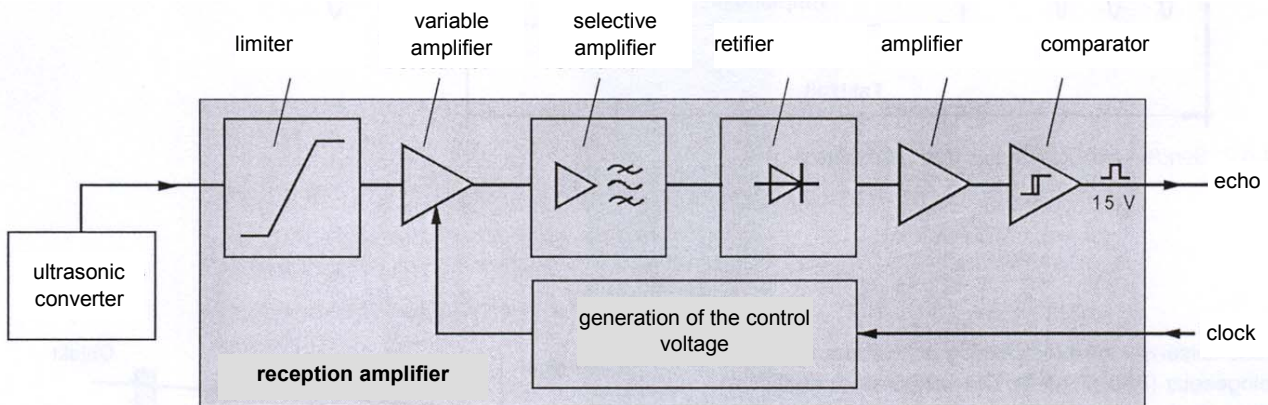 limiter
variable
amplifier
selective
amplifier
retifier
amplifier
comparator
ultrasonic
converter
15 V
echo
generation of the control
voltage
clock
reception amplifier